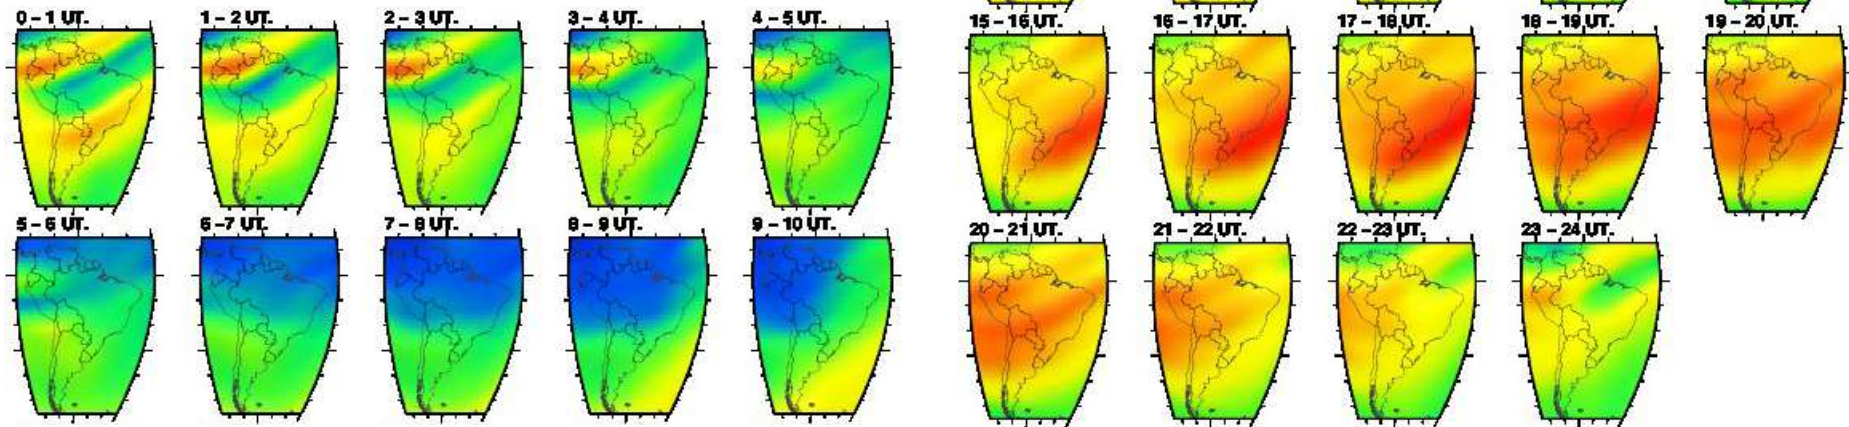 0 – 1 UT.
1 – 2 UT.
2 – 3 UT.
3 – 4 UT.
4 – 5 UT.
15 – 16 UT.
16 – 17 UT.
17 – 18 UT.
18 – 19 UT.
19 – 20 UT.
5 – 6 UT.
6 –7 UT.
7 – 8 UT.
8 – 9 UT.
9 – 10 UT.
20 – 21 UT.
21 – 22 UT.
22 –23 UT.
23 – 24 UT.